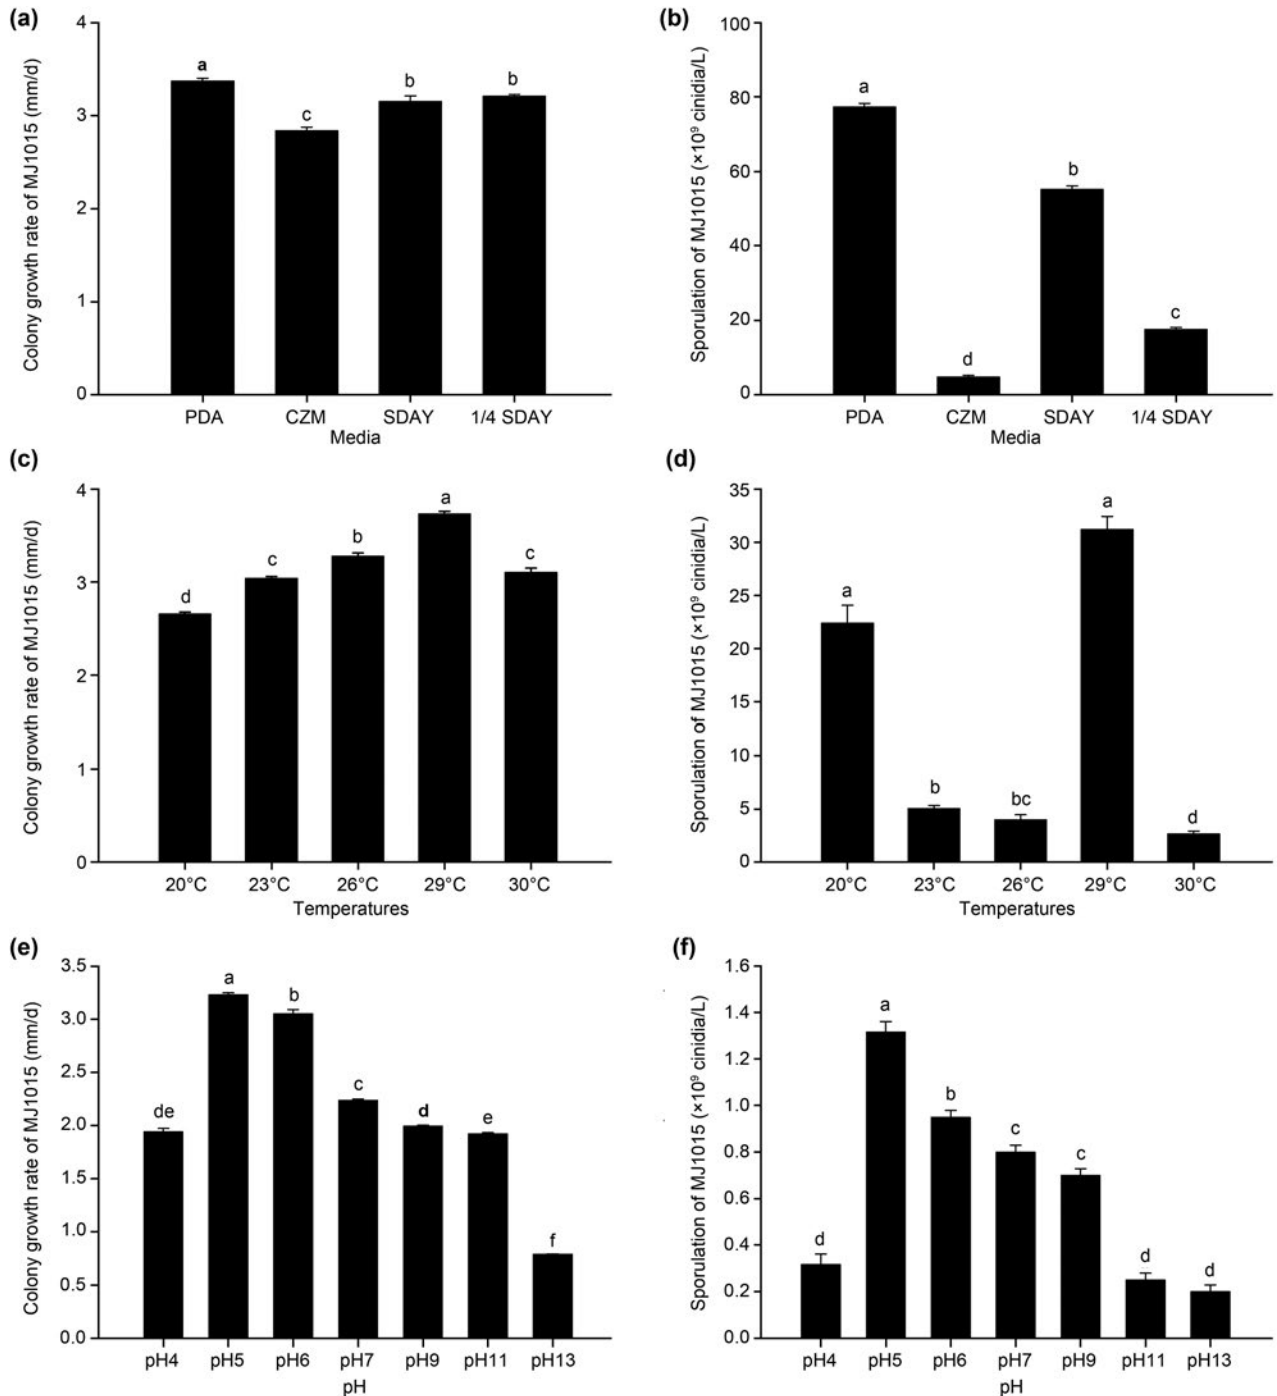 (a)
Colony growth rate of MJ1015 (mm/d)
4
3
2
1
0
a
c
b
b
PDA CZM SDAY 1/4 SDAY
Media
(b)
Sporulation of MJ1015 (×10⁹ cinidia/L)
100
80
60
40
20
0
a
d
b
c
PDA CZM SDAY 1/4 SDAY
Media
(c)
Colony growth rate of MJ1015 (mm/d)
4
3
2
1
0
d
c
b
a
c
20°C 23°C 26°C 29°C 30°C
Temperatures
(d)
Sporulation of MJ1015 (×10⁹ cinidia/L)
35
30
25
20
15
10
5
0
a
b
bc
a
d
20°C 23°C 26°C 29°C 30°C
Temperatures
(e)
Colony growth rate of MJ1015 (mm/d)
3.5
3.0
2.5
2.0
1.5
1.0
0.5
0.0
de
a
b
c
d
e
f
pH4 pH5 pH6 pH7 pH9 pH11 pH13
pH
(f)
Sporulation of MJ1015 (×10⁹ cinidia/L)
1.6
1.4
1.2
1.0
0.8
0.6
0.4
0.2
0.0
d
a
b
c
c
d
d
pH4 pH5 pH6 pH7 pH9 pH11 pH13
pH